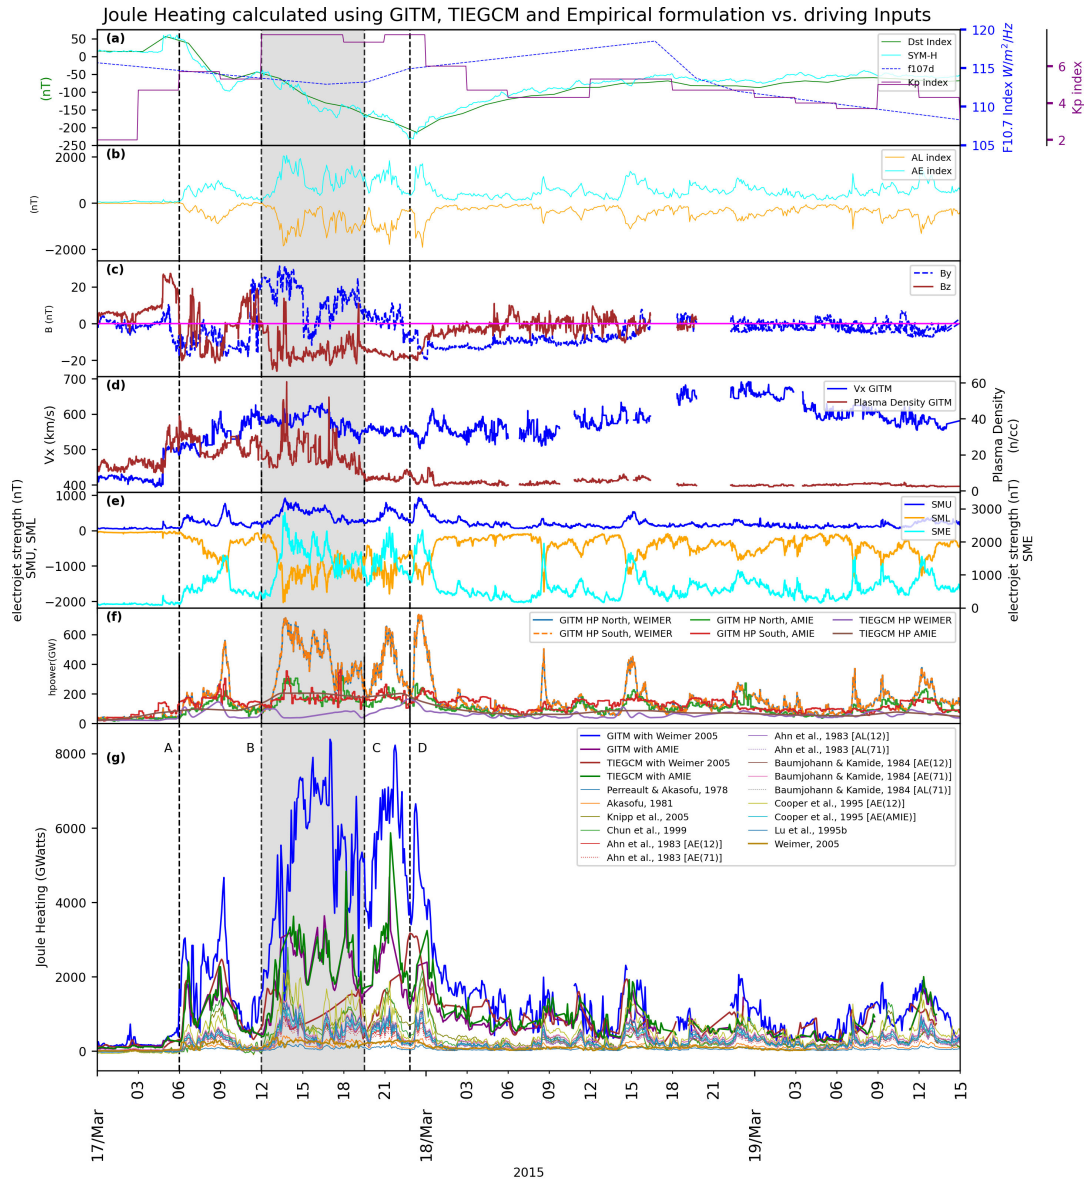 Joule Heating calculated using GITM, TIEGCM and Empirical formulation vs. driving Inputs
(a)
50
0
−50
−100
−150
−200
−250
(nT)
Dst Index
SYM-H
f107d
Kp index
120
115
110
105
F10.7 Index W/m²/Hz
6
4
2
Kp index
(b)
2000
0
−2000
(nT)
AL index
AE index
(c)
20
0
−20
B (nT)
By
Bz
(d)
700
600
500
400
Vx (km/s)
Vx GITM
Plasma Density GITM
60
40
20
0
Plasma Density
(n/cc)
(e)
1000
0
−1000
−2000
electrojet strength (nT)
SMU, SML
SMU
SML
SME
3000
2000
1000
0
electrojet strength (nT)
SME
(f)
600
400
200
0
hpower(GW)
GITM HP North, WEIMER
GITM HP South, WEIMER
GITM HP North, AMIE
GITM HP South, AMIE
TIEGCM HP, WEIMER
TIEGCM HP AMIE
(g)
A
B
C
D
8000
6000
4000
2000
0
Joule Heating (GWatts)
GITM with Weimer 2005
GITM with AMIE
TIEGCM with Weimer 2005
TIEGCM with AMIE
Perreault & Akasofu, 1978
Akasofu, 1981
Knipp et al., 2005
Chun et al., 1999
Ahn et al., 1983 [AE(12)]
Ahn et al., 1983 [AE(71)]
Ahn et al., 1983 [AL(12)]
Ahn et al., 1983 [AL(71)]
Baumjohann & Kamide, 1984 [AE(12)]
Baumjohann & Kamide, 1984 [AE(71)]
Baumjohann & Kamide, 1984 [AL(71)]
Cooper et al., 1995 [AE(12)]
Cooper et al., 1995 [AE(AMIE)]
Lu et al., 1995b
Weimer, 2005
17/Mar
03
06
09
12
15
18
21
18/Mar
03
06
09
12
15
18
21
19/Mar
03
06
09
12
15
2015